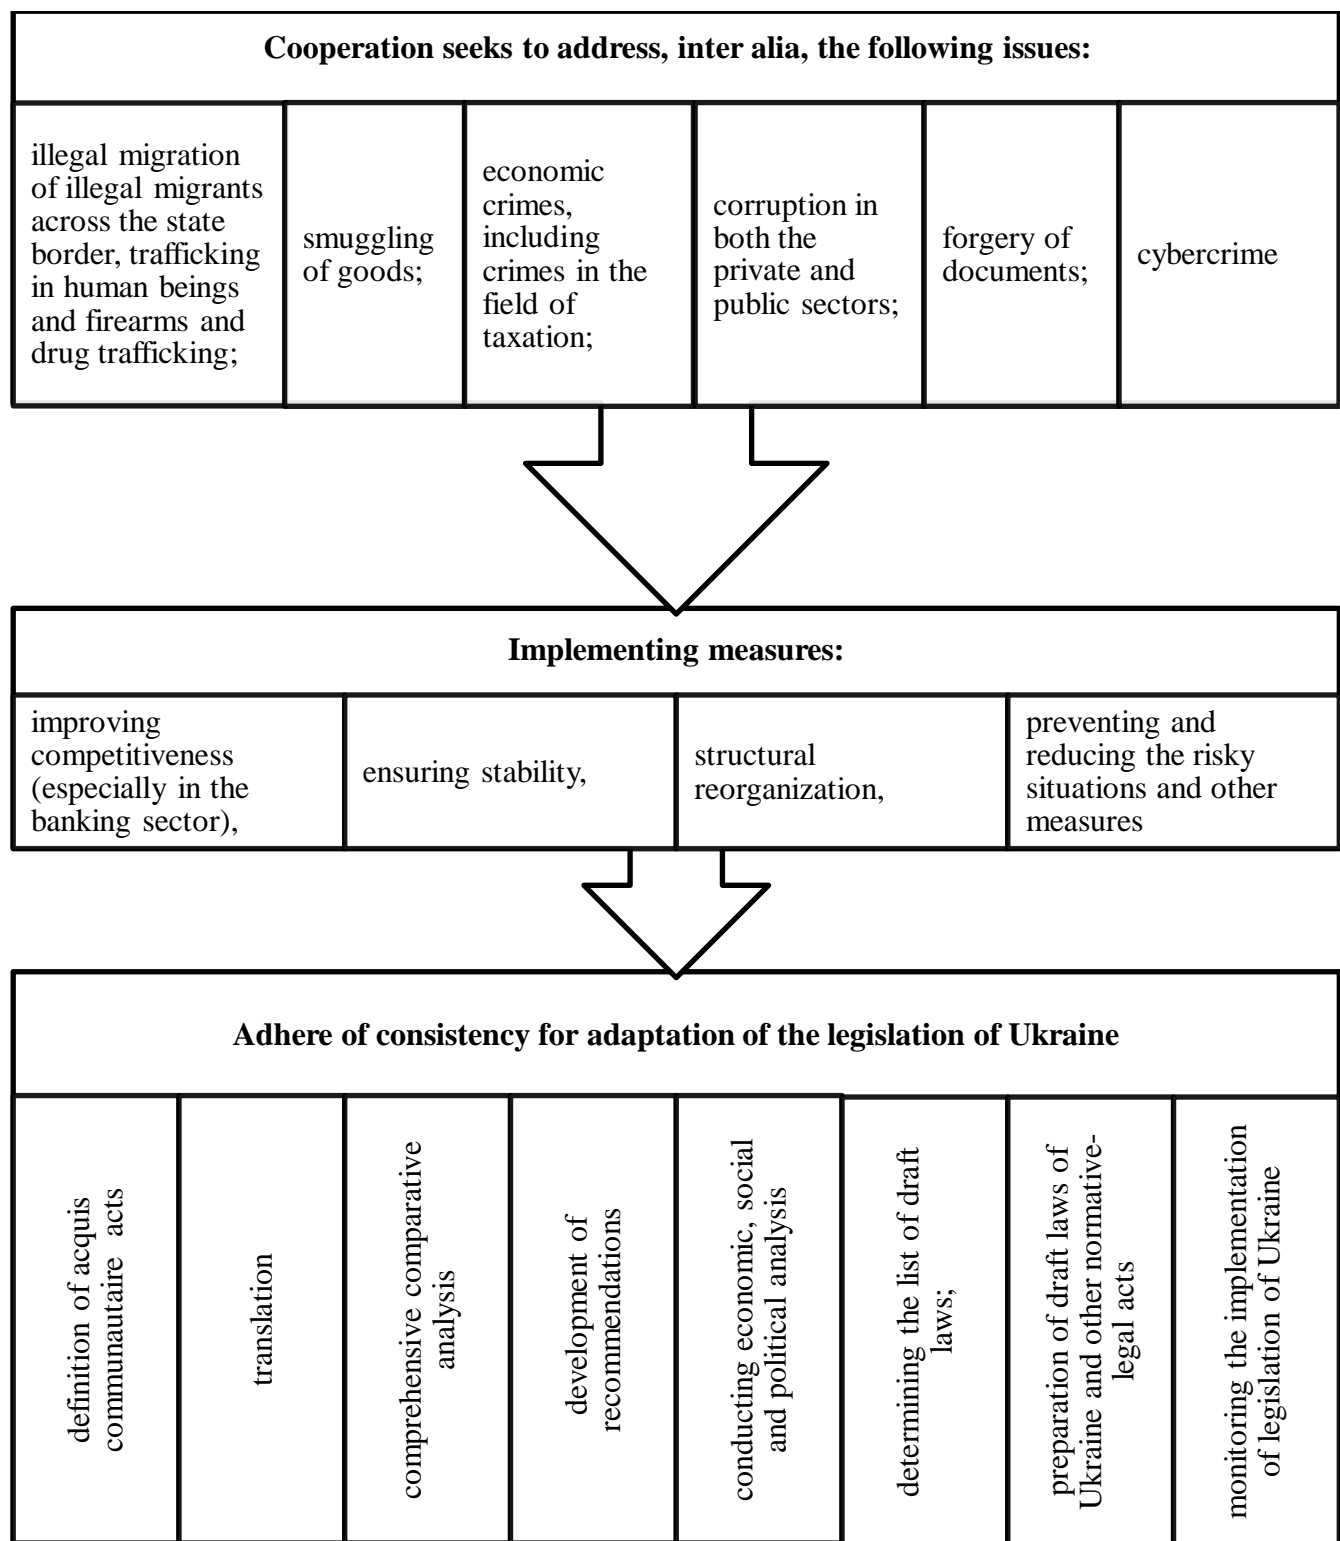 Cooperation seeks to address, inter alia, the following issues:
illegal migration
of illegal migrants
across the state
border, trafficking
in human beings
and firearms and
drug trafficking;
smuggling
of goods;
economic
crimes,
including
crimes in the
field of
taxation;
corruption in
both the
private and
public sectors;
forgery of
documents;
cybercrime
Implementing measures:
improving
competitiveness
(especially in the
banking sector),
ensuring stability,
structural
reorganization,
preventing and
reducing the risky
situations and other
measures
Adhere of consistency for adaptation of the legislation of Ukraine
definition of acquis
communautaire acts
translation
comprehensive comparative
analysis
development of
recommendations
conducting economic, social
and political analysis
determining the list of draft
laws;
preparation of draft laws of
Ukraine and other normative-
legal acts
monitoring the implementation
of legislation of Ukraine